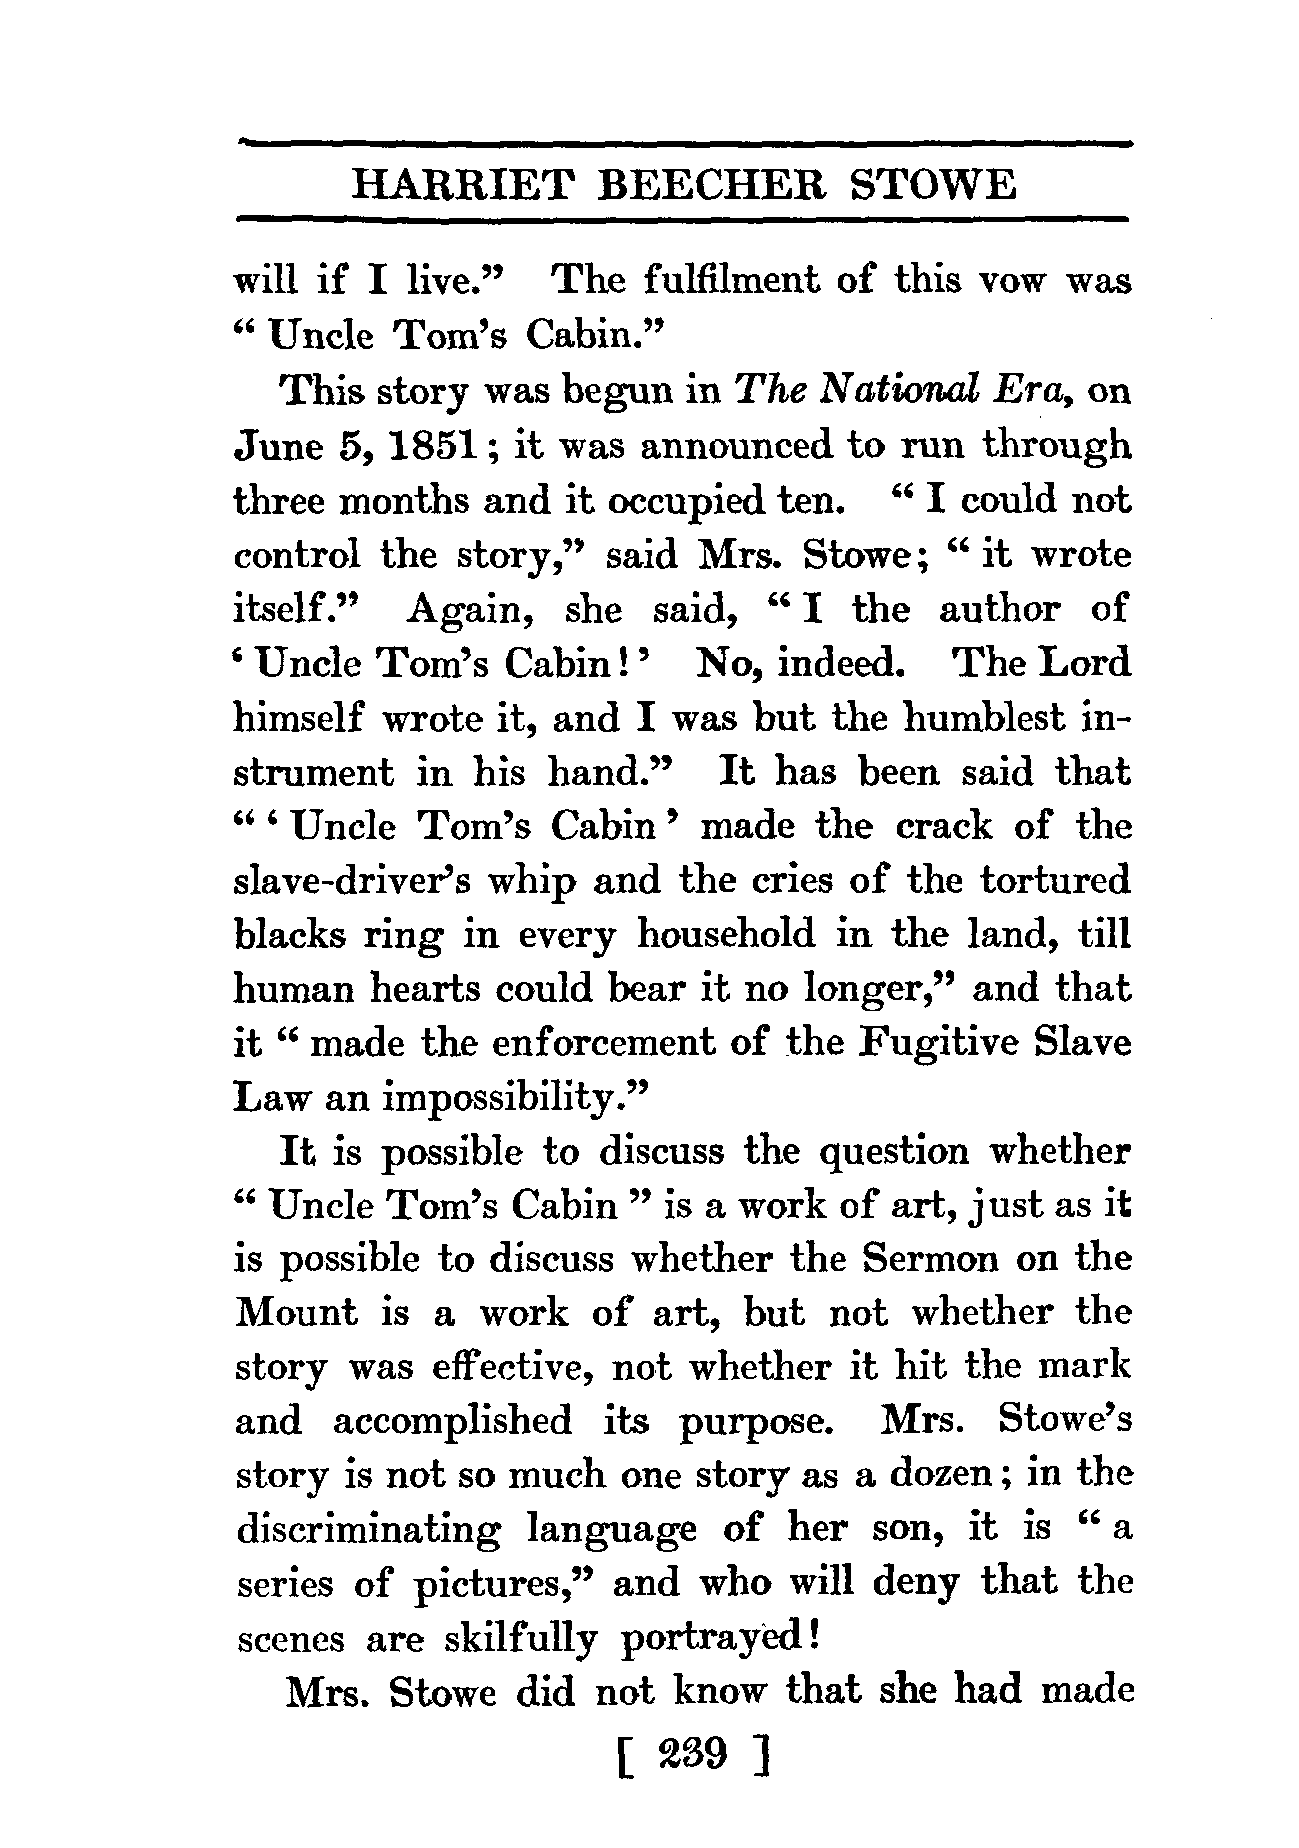 HARRIET BEECHER STOWE
will if I live.” The fulfilment of this vow was
“ Uncle Tom’s Cabin.”
This story was begun in The National Era, on
June 5, 1851 ; it was announced to run through
three months and it occupied ten. “ I could not
control the story,” said Mrs. Stowe; “ it wrote
itself.” Again, she said, “ I the author of
‘ Uncle Tom’s Cabin! ’ No, indeed. The Lord
himself wrote it, and I was but the humblest in-
strument in his hand.” It has been said that
“ ‘ Uncle Tom’s Cabin ’ made the crack of the
slave-driver’s whip and the cries of the tortured
blacks ring in every household in the land, till
human hearts could bear it no longer,” and that
it “ made the enforcement of the Fugitive Slave
Law an impossibility.”
It is possible to discuss the question whether
“ Uncle Tom’s Cabin ” is a work of art, just as it
is possible to discuss whether the Sermon on the
Mount is a work of art, but not whether the
story was effective, not whether it hit the mark
and accomplished its purpose. Mrs. Stowe’s
story is not so much one story as a dozen ; in the
discriminating language of her son, it is “ a
series of pictures,” and who will deny that the
scenes are skilfully portrayed!
Mrs. Stowe did not know that she had made
[ 239 ]